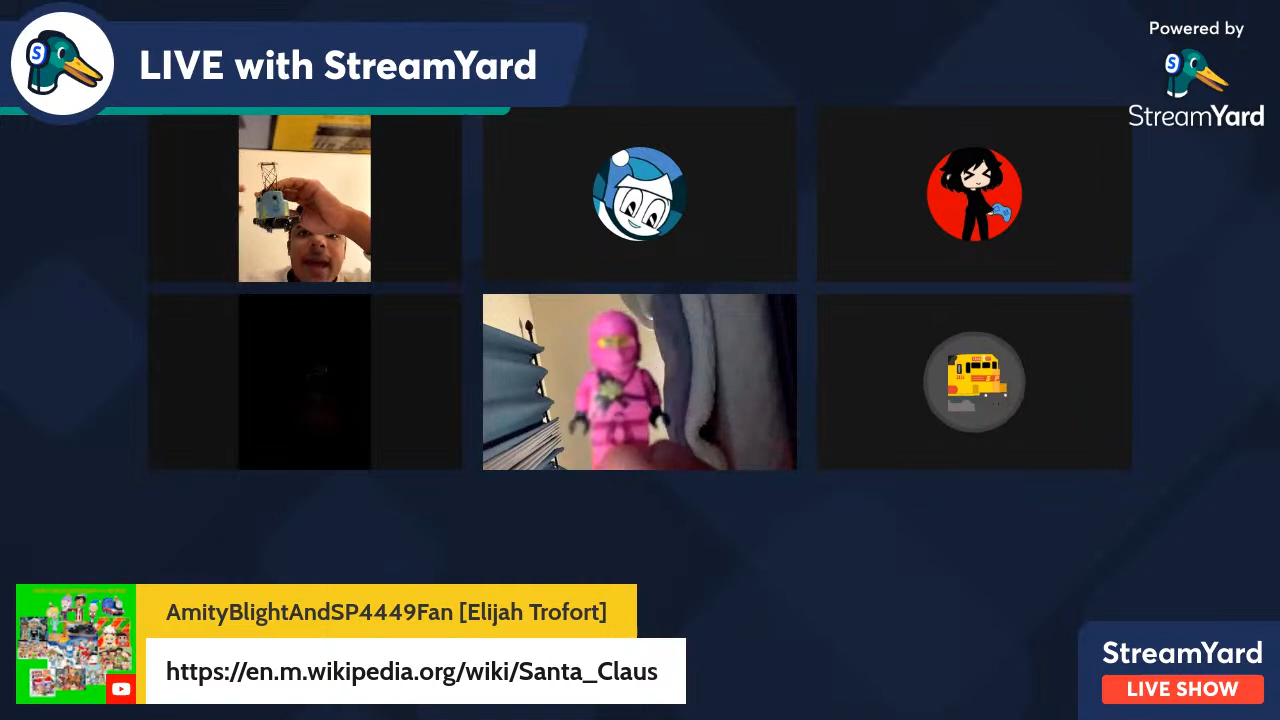 LIVE with StreamYard
Powered by
StreamYard
AmityBlightAndSP4449Fan [Elijah Trofort]
https://en.m.wikipedia.org/wiki/Santa_Claus
StreamYard
LIVE SHOW